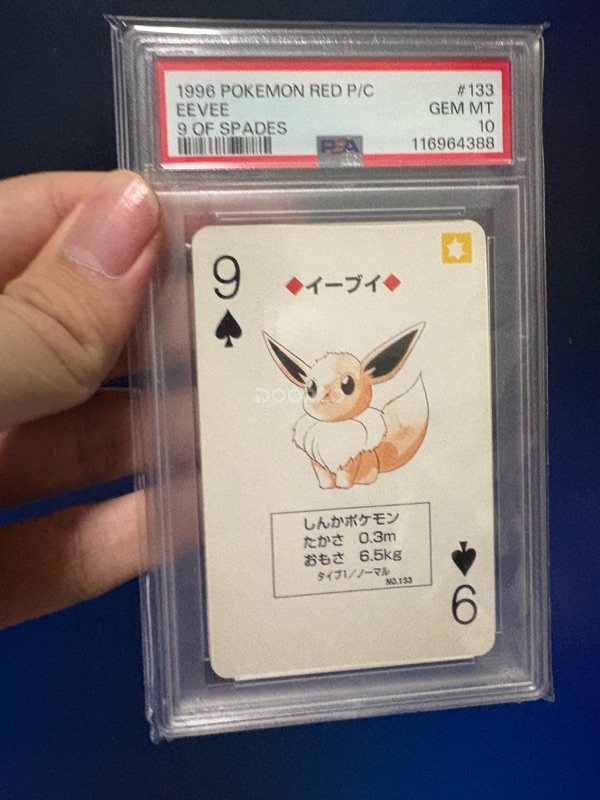 1996 POKEMON RED P/C #133
EEVEE GEM MT
9 OF SPADES 10
PSA 116964388
9
◆イーブイ◆
しんかポケモン
たかさ 0.3m
おもさ 6.5kg
タイプ1/ノーマル
NO.133
9